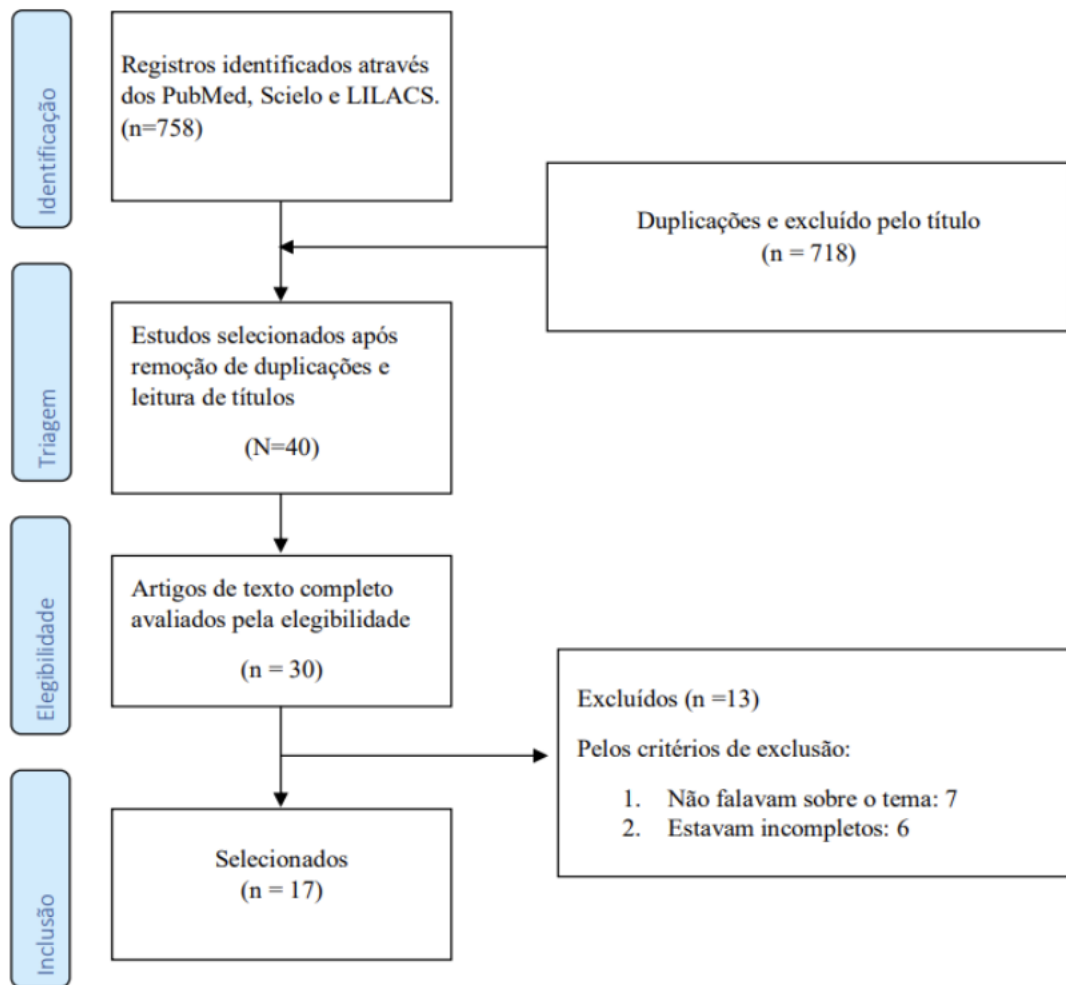 Identificação
Registros identificados através
dos PubMed, Scielo e LILACS.
(n=758)
Duplicações e excluído pelo título
(n = 718)
Triagem
Estudos selecionados após
remoção de duplicações e
leitura de títulos
(N=40)
Elegibilidade
Artigos de texto completo
avaliados pela elegibilidade
(n = 30)
Excluídos (n =13)
Pelos critérios de exclusão:
1. Não falavam sobre o tema: 7
2. Estavam incompletos: 6
Inclusão
Selecionados
(n = 17)